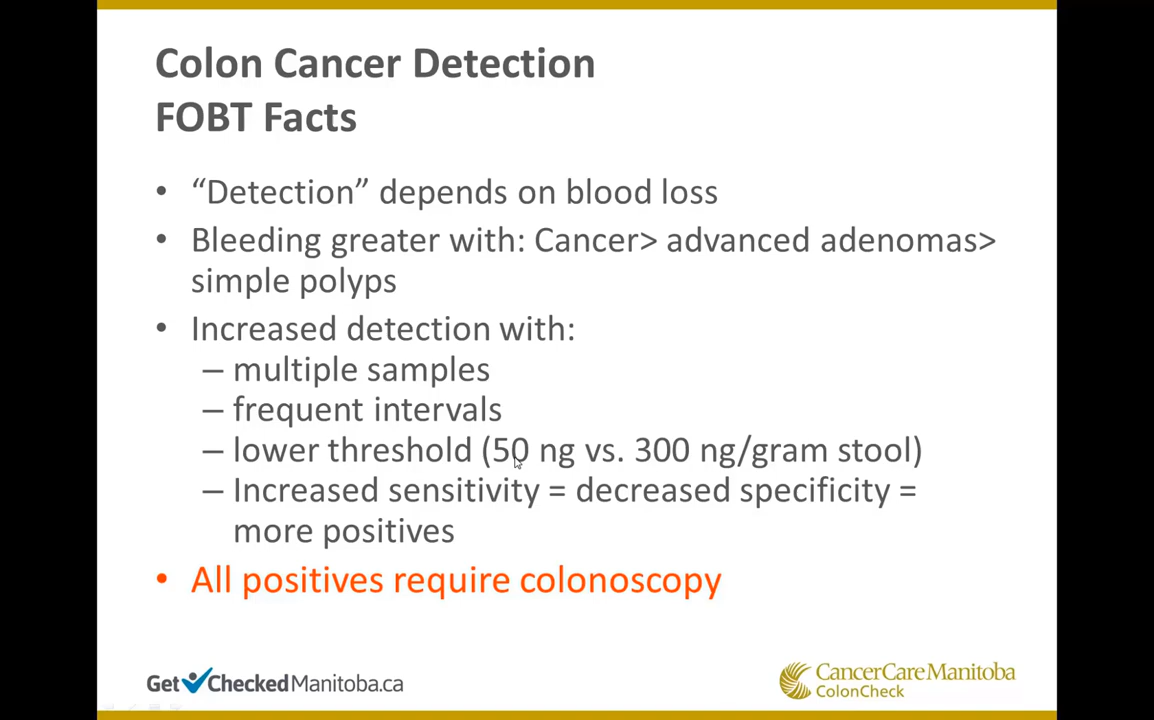 Colon Cancer Detection
FOBT Facts
• “Detection” depends on blood loss
• Bleeding greater with: Cancer> advanced adenomas>
simple polyps
• Increased detection with:
– multiple samples
– frequent intervals
– lower threshold (50 ng vs. 300 ng/gram stool)
– Increased sensitivity = decreased specificity =
more positives
• All positives require colonoscopy
Get CheckedManitoba.ca
CancerCare Manitoba
ColonCheck